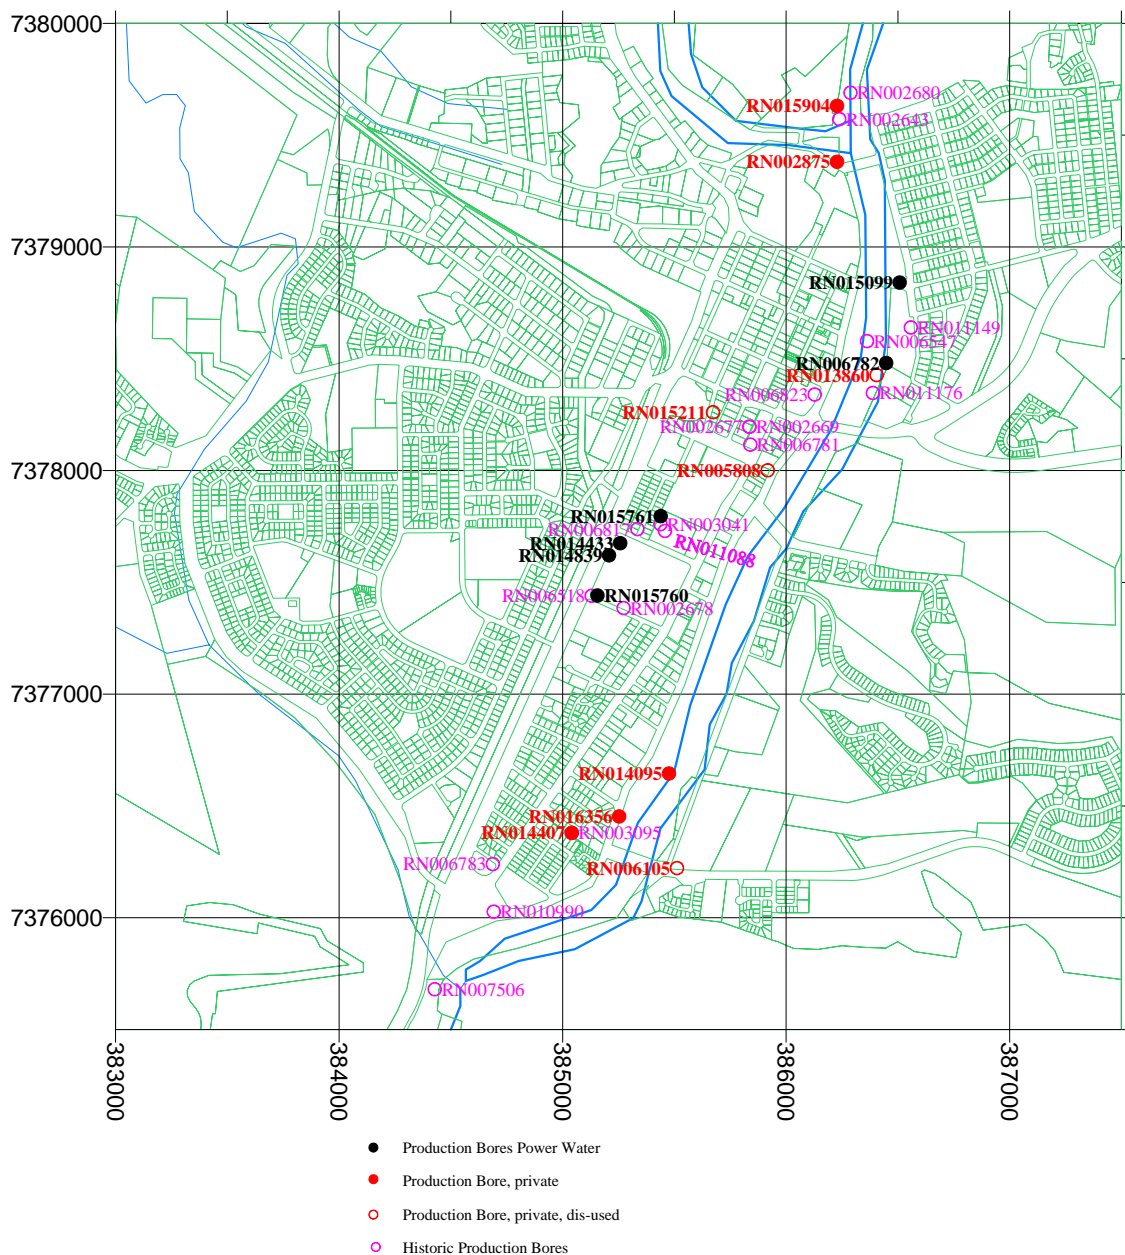 7380000
RN002680
RN015904
RN002643
RN002875
7379000
RN015099
RN011149
RN006547
RN006782
RN013860
RN011176
RN006823
RN015211
RN002677
RN002669
RN006781
7378000
RN005808
RN015761
RN003041
RN006817
RN011088
RN014433
RN014839
RN006518
RN015760
RN002678
7377000
RN014095
RN016356
RN014407
RN003095
RN006783
RN006105
7376000
RN010990
RN007506
383000
384000
385000
386000
387000
Production Bores Power Water
Production Bore, private
Production Bore, private, dis-used
Historic Production Bores